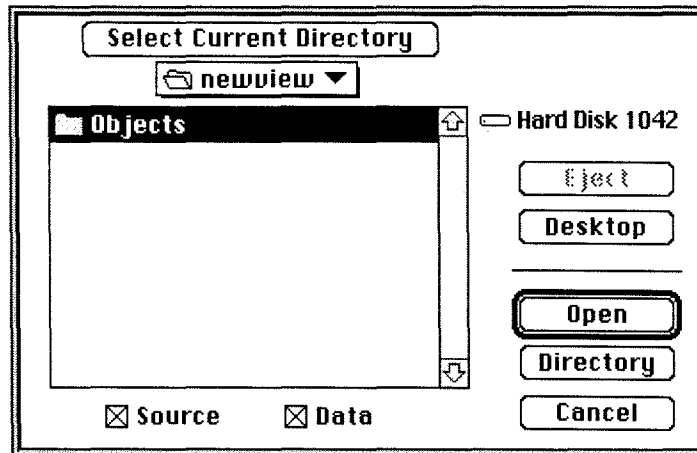 Select Current Directory
newview
Objects
Hard Disk 1042
Eject
Desktop
Open
Directory
Cancel
Source
Data